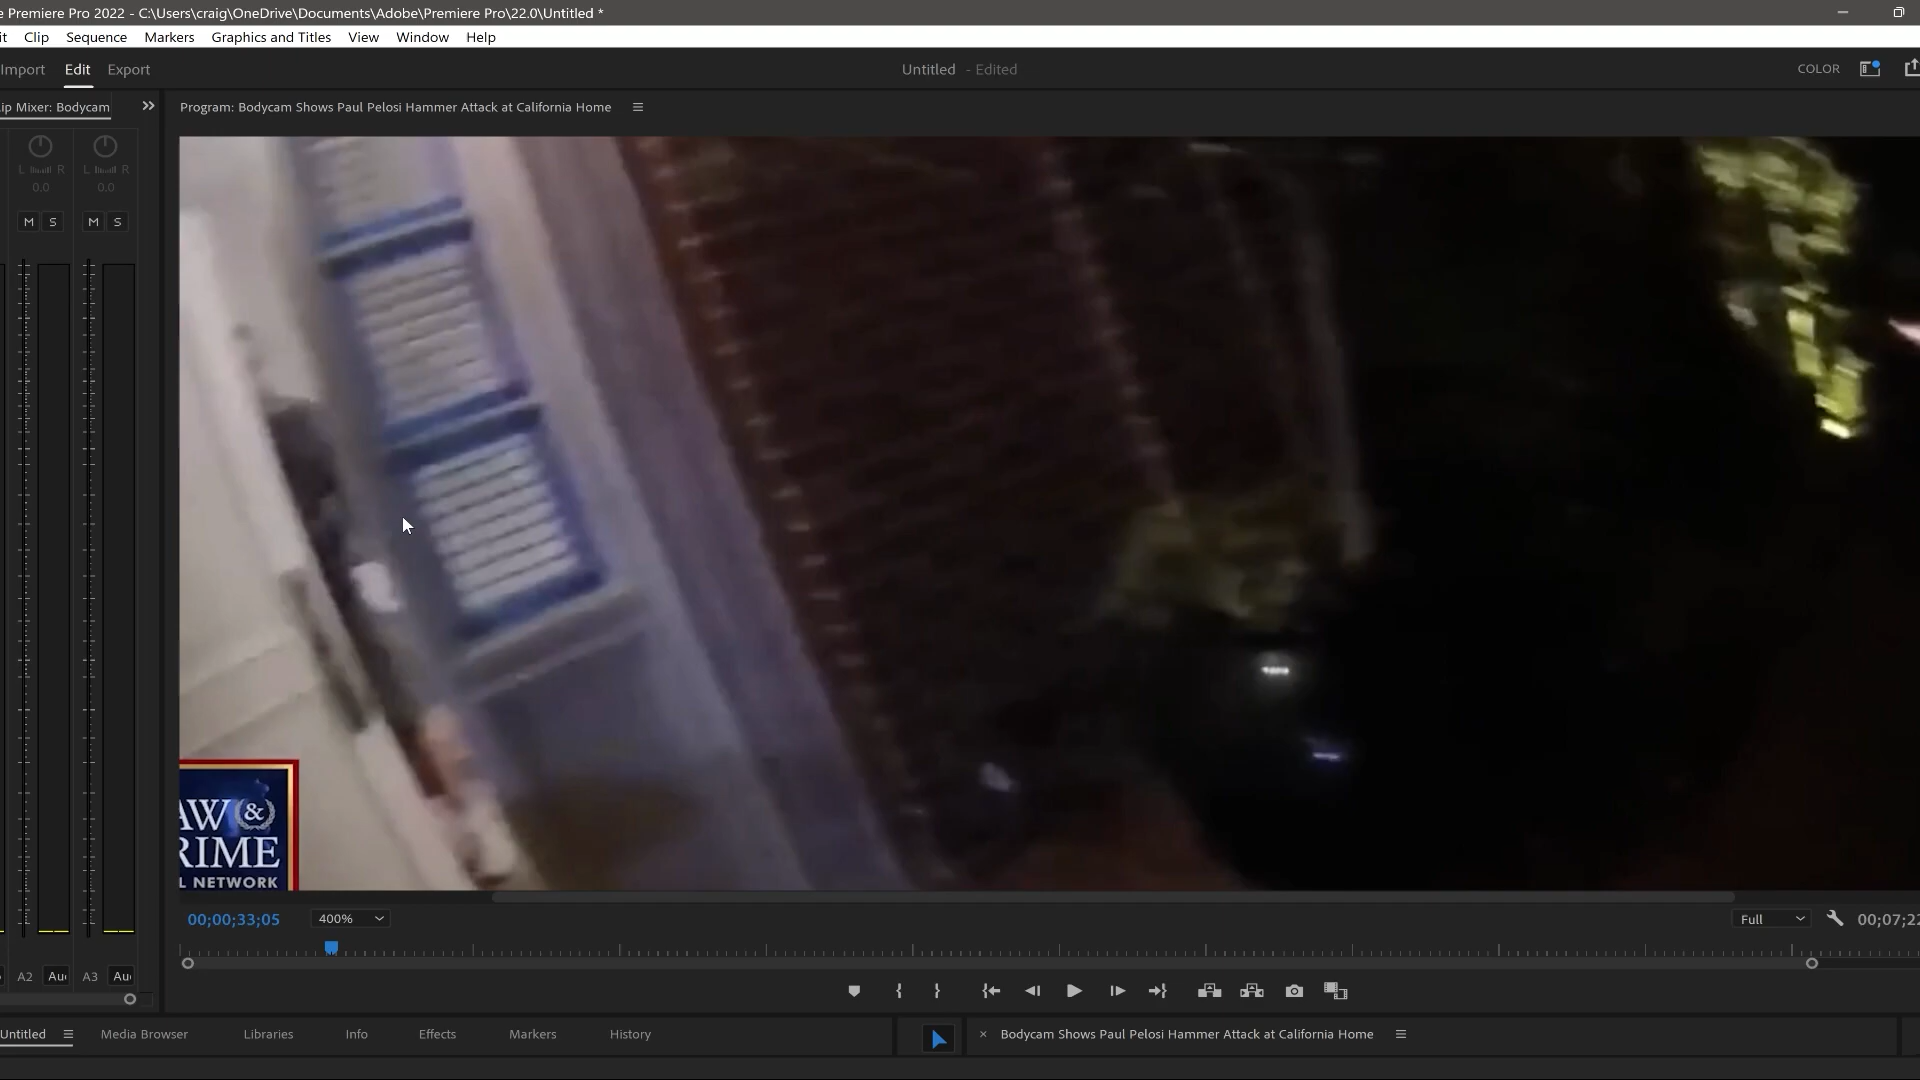 e Premiere Pro 2022 - C:\Users\craig\OneDrive\Documents\Adobe\Premiere Pro\22.0\Untitled *
it Clip Sequence Markers Graphics and Titles View Window Help
Import Edit Export Untitled - Edited COLOR
ip Mixer: Bodycam Program: Bodycam Shows Paul Pelosi Hammer Attack at California Home
L R L R
0.0 0.0
M S M S
AW &
RIME
L NETWORK
00;00;33;05 400% Full 00;07;22
A2 Au A3 Au
Untitled Media Browser Libraries Info Effects Markers History × Bodycam Shows Paul Pelosi Hammer Attack at California Home